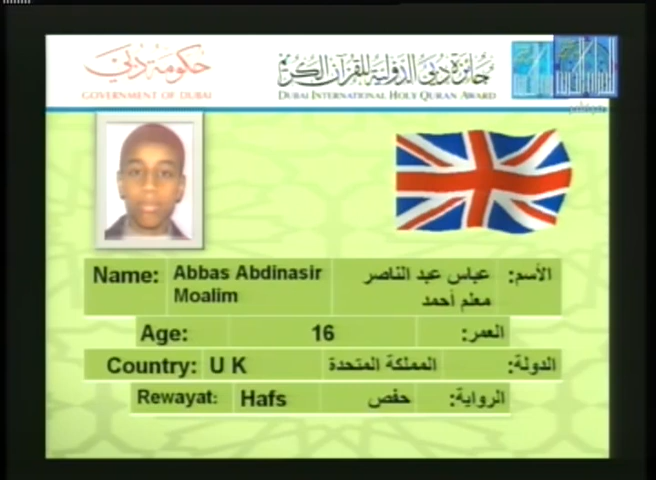 حكومة دبي
GOVERNMENT OF DUBAI
جائزة دبي الدولية للقرآن الكريم
DUBAI INTERNATIONAL HOLY QURAN AWARD
Name: Abbas Abdinasir عباس عبد الناصر الأسم:
Moalim معلم أحمد
Age: 16 العمر:
Country: U K المملكة المتحدة الدولة:
Rewayat: Hafs حفص الرواية: